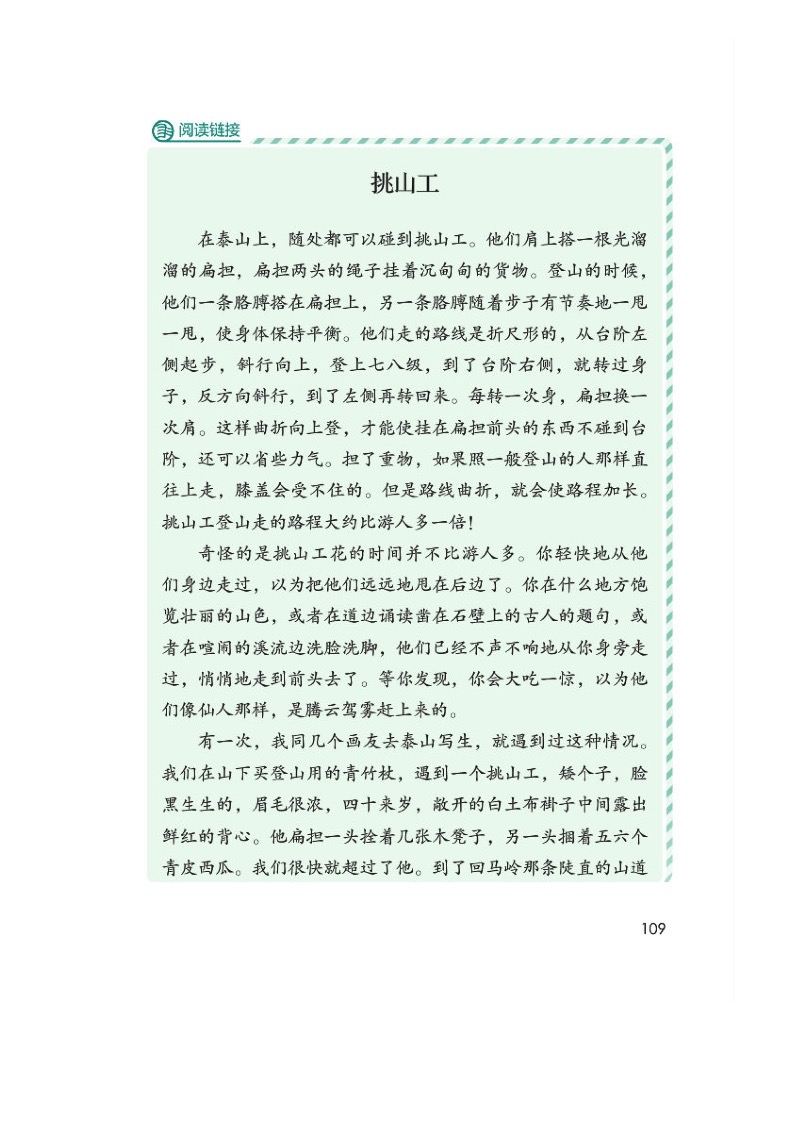 阅读链接
挑山工
在泰山上，随处都可以碰到挑山工。他们肩上搭一根光溜
溜的扁担，扁担两头的绳子挂着沉甸甸的货物。登山的时候，
他们一条胳膊搭在扁担上，另一条胳膊随着步子有节奏地一甩
一甩，使身体保持平衡。他们走的路线是折尺形的，从台阶左
侧起步，斜行向上，登上七八级，到了台阶右侧，就转过身
子，反方向斜行，到了左侧再转回来。每转一次身，扁担换一
次肩。这样曲折向上登，才能使挂在扁担前头的东西不碰到台
阶，还可以省些力气。担了重物，如果照一般登山的人那样直
往上走，膝盖会受不住的。但是路线曲折，就会使路程加长。
挑山工登山走的路程大约比游人多一倍！
奇怪的是挑山工花的时间并不比游人多。你轻快地从他
们身边走过，以为把他们远远地甩在后边了。你在什么地方饱
览壮丽的山色，或者在道边诵读凿在石壁上的古人的题句，或
者在喧闹的溪流边洗脸洗脚，他们已经不声不响地从你身旁走
过，悄悄地走到前头去了。等你发现，你会大吃一惊，以为他
们像仙人那样，是腾云驾雾赶上来的。
有一次，我同几个画友去泰山写生，就遇到过这种情况。
我们在山下买登山用的青竹杖，遇到一个挑山工，矮个子，脸
黑生生的，眉毛很浓，四十来岁，敞开的白土布褂子中间露出
鲜红的背心。他扁担一头拴着几张木凳子，另一头捆着五六个
青皮西瓜。我们很快就超过了他。到了回马岭那条陡直的山道
109